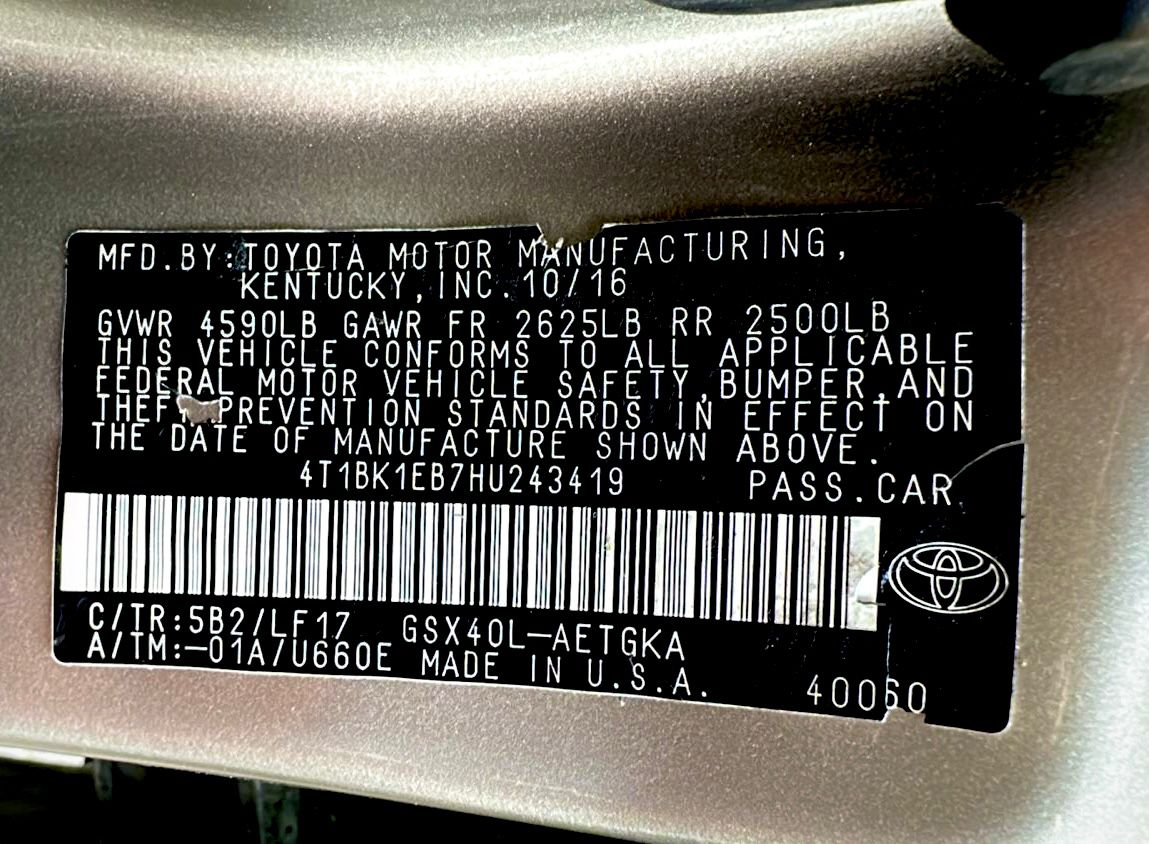 MFD.BY:TOYOTA MOTOR MANUFACTURING,
KENTUCKY,INC.10/16
GVWR 4590LB GAWR FR 2625LB RR 2500LB
THIS VEHICLE CONFORMS TO ALL APPLICABLE
FEDERAL MOTOR VEHICLE SAFETY,BUMPER,AND
THEFT PREVENTION STANDARDS IN EFFECT ON
THE DATE OF MANUFACTURE SHOWN ABOVE.
4T1BK1EB7HU243419 PASS.CAR
C/TR:5B2/LF17 GSX40L-AETGKA
A/TM:-01A/U660E MADE IN U.S.A.
40060